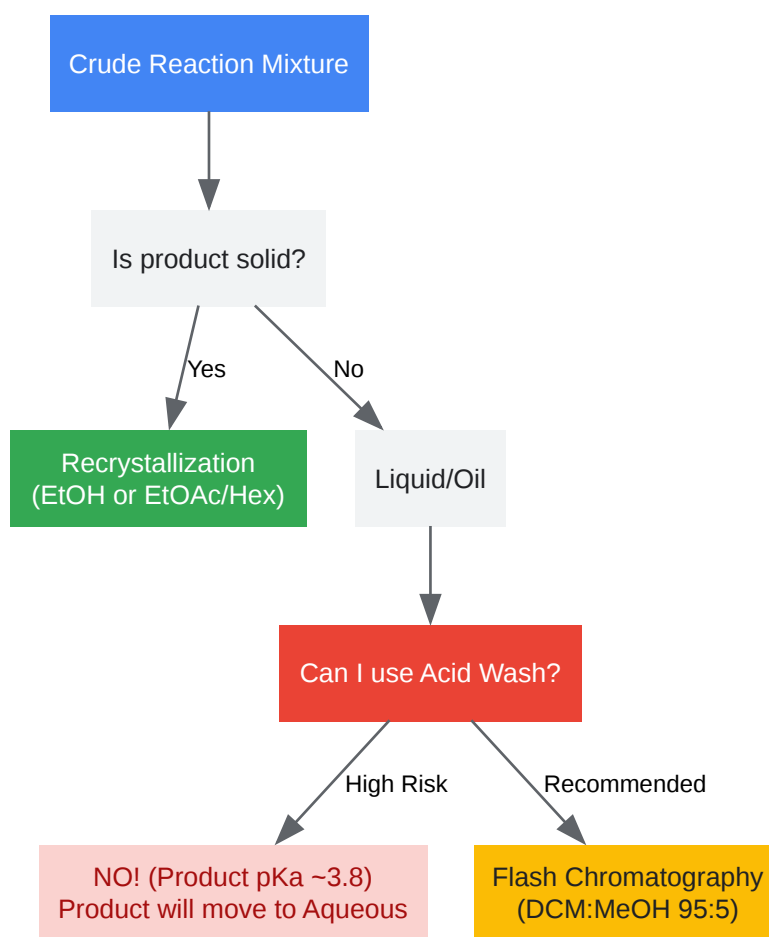 Crude Reaction Mixture
Is product solid?
Yes
No
Recrystallization
(EtOH or EtOAc/Hex)
Liquid/Oil
Can I use Acid Wash?
High Risk
Recommended
NO! (Product pKa ~3.8)
Product will move to Aqueous
Flash Chromatography
(DCM:MeOH 95:5)